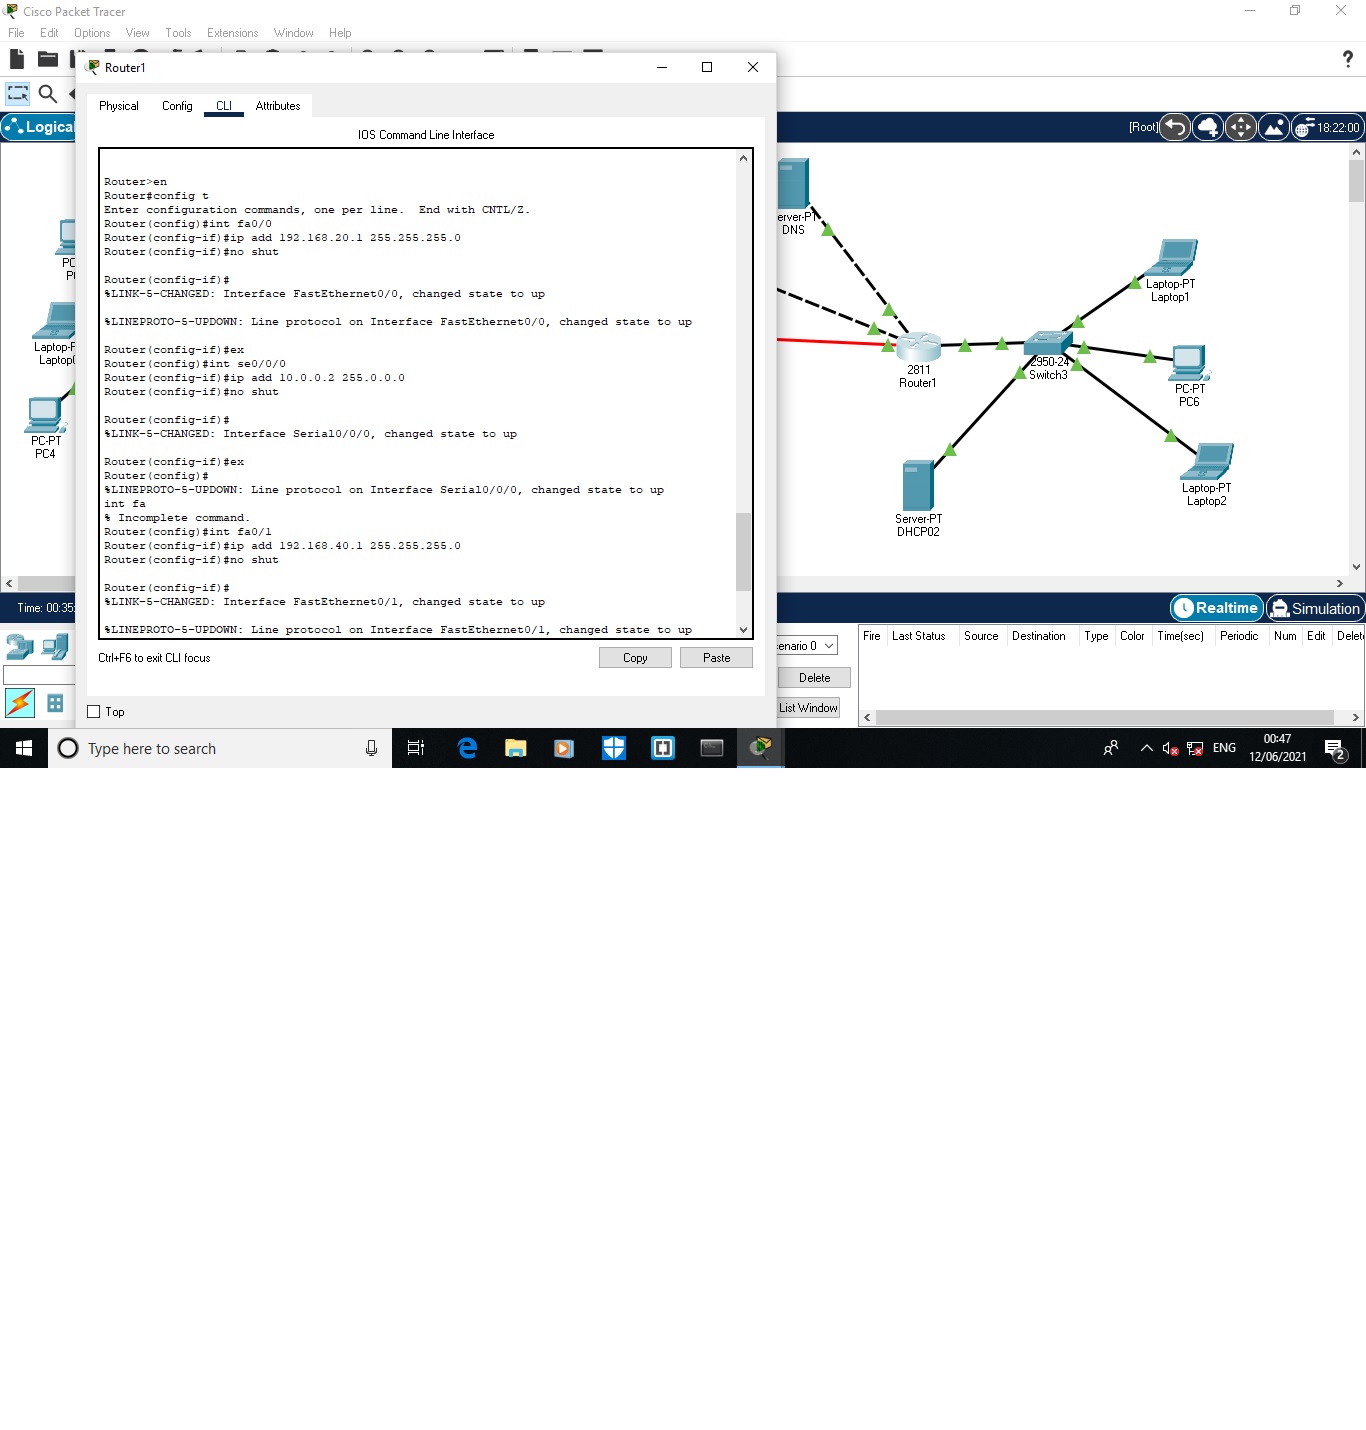 Cisco Packet Tracer
File Edit Options View Tools Extensions Window Help
?
Router1
Physical Config CLI Attributes
IOS Command Line Interface
Router>en
Router#config t
Enter configuration commands, one per line.  End with CNTL/Z.
Router(config)#int fa0/0
Router(config-if)#ip add 192.168.20.1 255.255.255.0
Router(config-if)#no shut
Router(config-if)#
%LINK-5-CHANGED: Interface FastEthernet0/0, changed state to up
%LINEPROTO-5-UPDOWN: Line protocol on Interface FastEthernet0/0, changed state to up
Router(config-if)#ex
Router(config)#int se0/0/0
Router(config-if)#ip add 10.0.0.2 255.0.0.0
Router(config-if)#no shut
Router(config-if)#
%LINK-5-CHANGED: Interface Serial0/0/0, changed state to up
Router(config-if)#ex
Router(config)#
%LINEPROTO-5-UPDOWN: Line protocol on Interface Serial0/0/0, changed state to up
int fa
% Incomplete command.
Router(config)#int fa0/1
Router(config-if)#ip add 192.168.40.1 255.255.255.0
Router(config-if)#no shut
Router(config-if)#
%LINK-5-CHANGED: Interface FastEthernet0/1, changed state to up
%LINEPROTO-5-UPDOWN: Line protocol on Interface FastEthernet0/1, changed state to up
Ctrl+F6 to exit CLI focus
Copy Paste
Top
Logica
[Root]
18:22:00
PC
P
Laptop-F
Laptop
PC-PT
PC4
erver-PT
DNS
2811
Router1
2950-24
Switch3
Laptop-PT
Laptop1
PC-PT
PC6
Laptop-PT
Laptop2
Server-PT
DHCP02
Time: 00:35:
Realtime Simulation
enario 0
Delete
List Window
Fire Last Status Source Destination Type Color Time(sec) Periodic Num Edit Delet
Type here to search
ENG
00:47
12/06/2021
2